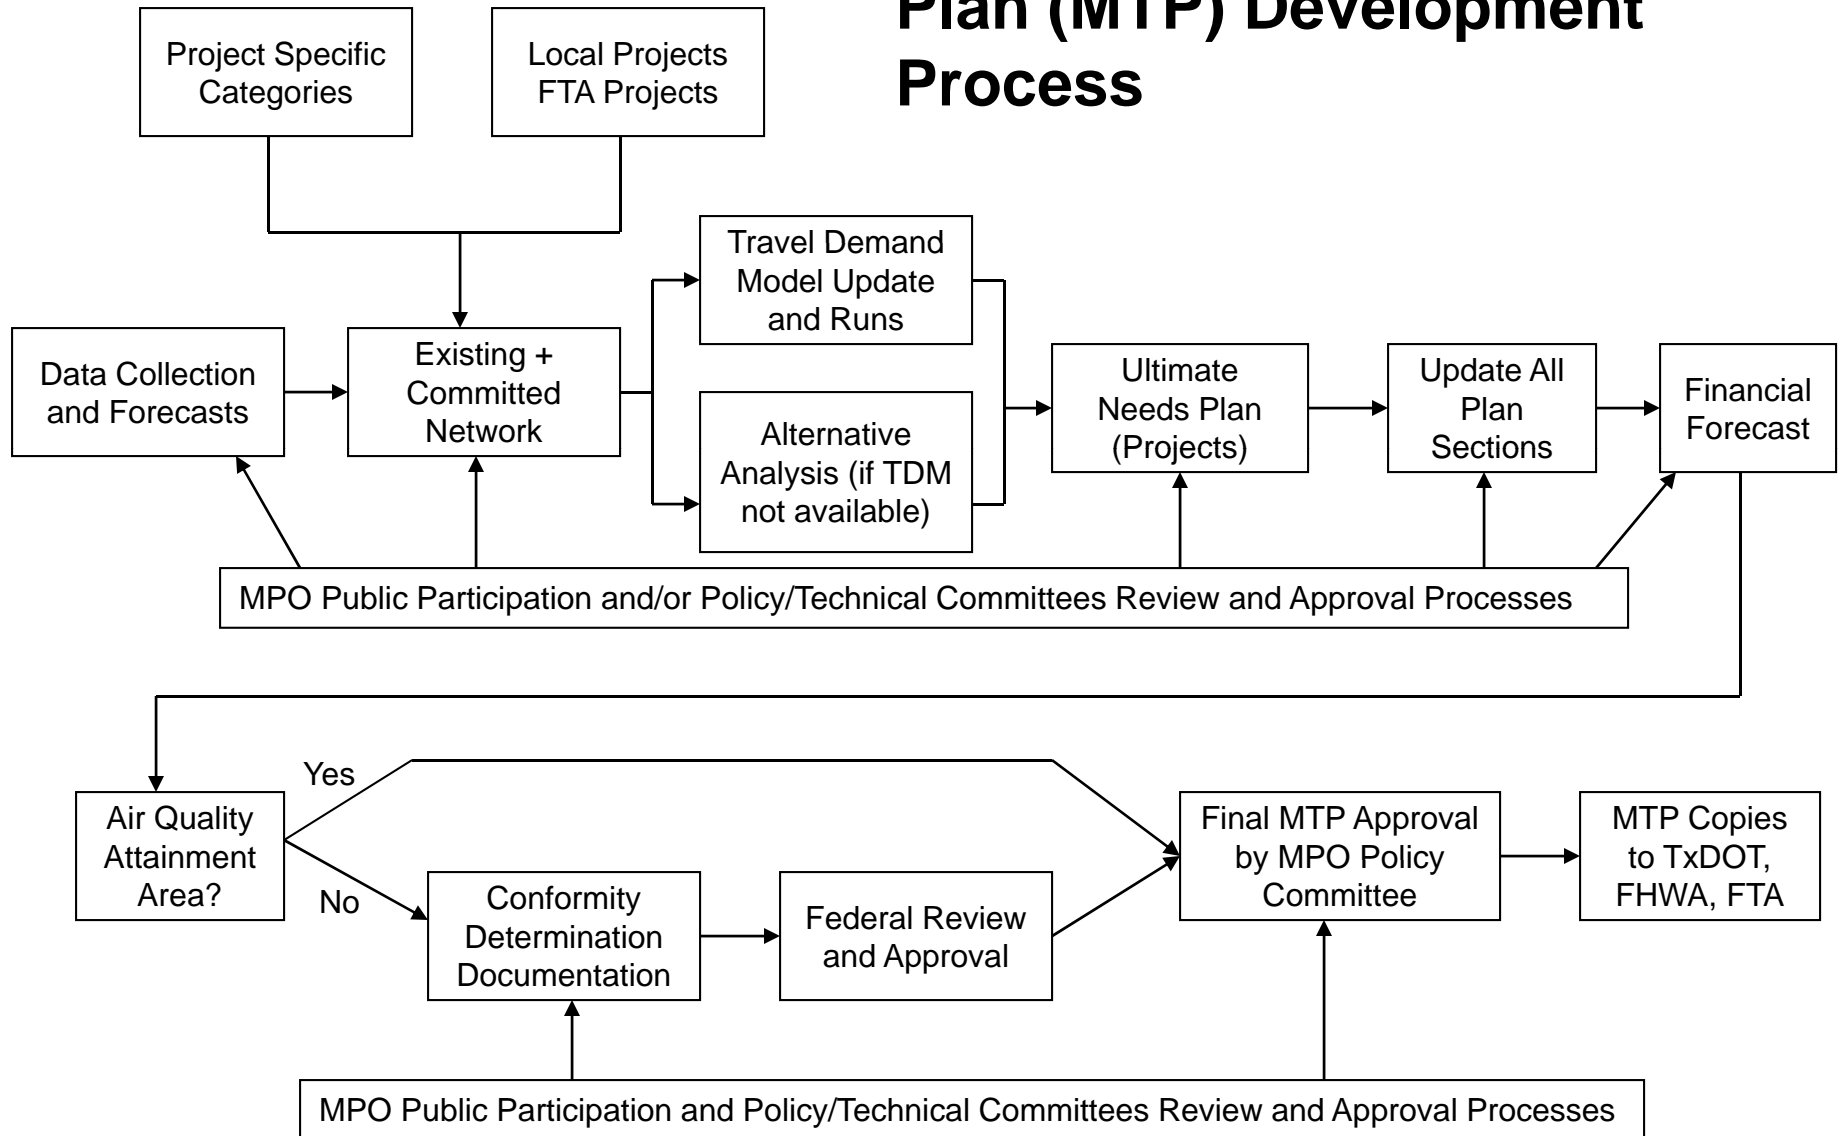 Plan (MTP) Development
Process
Project Specific
Categories
Local Projects
FTA Projects
Travel Demand
Model Update
and Runs
Data Collection
and Forecasts
Existing +
Committed
Network
Alternative
Analysis (if TDM
not available)
Ultimate
Needs Plan
(Projects)
Update All
Plan
Sections
Financial
Forecast
MPO Public Participation and/or Policy/Technical Committees Review and Approval Processes
Yes
Air Quality
Attainment
Area?
No
Conformity
Determination
Documentation
Federal Review
and Approval
Final MTP Approval
by MPO Policy
Committee
MTP Copies
to TxDOT,
FHWA, FTA
MPO Public Participation and Policy/Technical Committees Review and Approval Processes